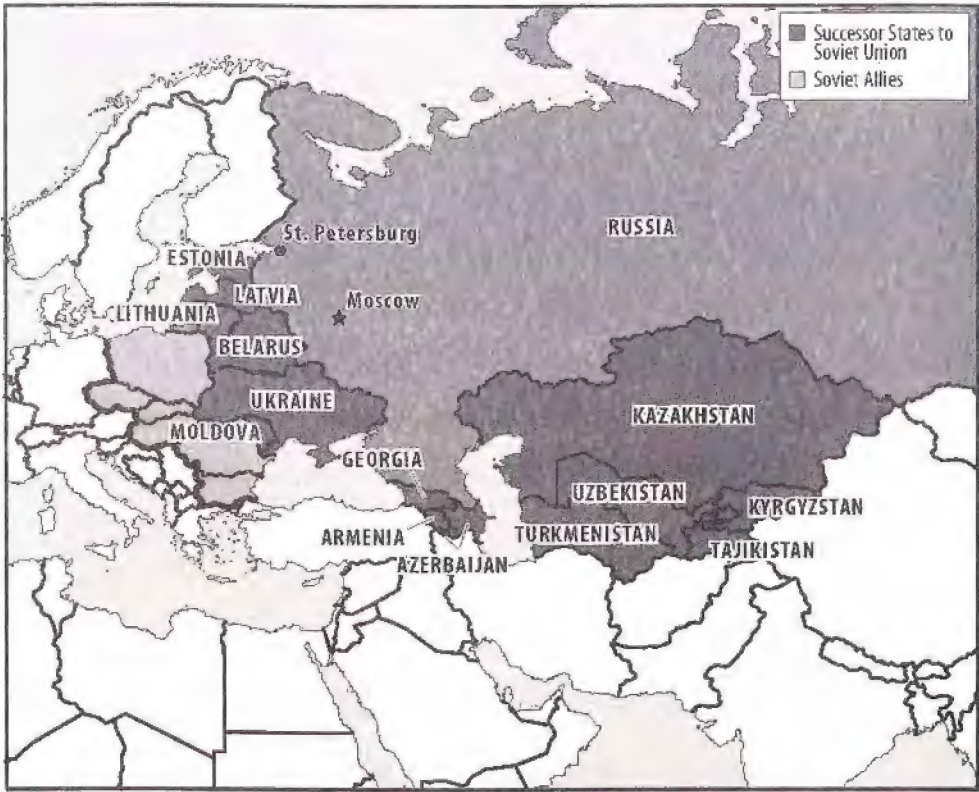 Successor States to
Soviet Union
Soviet Allies
RUSSIA
St. Petersburg
ESTONIA
LATVIA
Moscow
LITHUANIA
BELARUS
UKRAINE
KAZAKHSTAN
MOLDOVA
GEORGIA
UZBEKISTAN
KYRGYZSTAN
ARMENIA
TURKMENISTAN
TAJIKISTAN
AZERBAIJAN